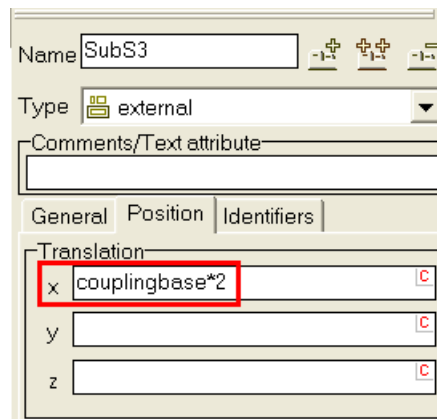 Name SubS3
Type external
Comments/Text attribute
General Position Identifiers
Translation
x couplingbase*2 C
y C
z C